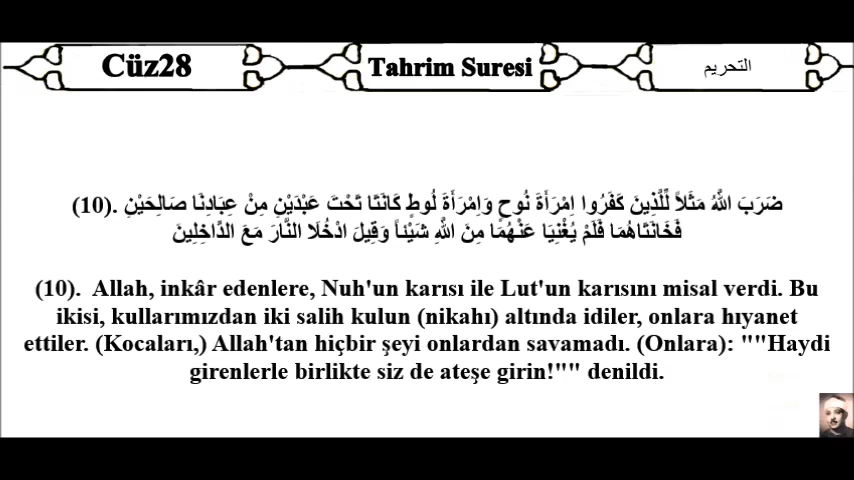 Cüz28
Tahrim Suresi
التحريم
(10). ضَرَبَ اللَّهُ مَثَلاً لِّلَّذِينَ كَفَرُوا اِمْرَأَةَ نُوحٍ وَاِمْرَأَةَ لُوطٍ كَانَتَا تَحْتَ عَبْدَيْنِ مِنْ عِبَادِنَا صَالِحَيْنِ
فَخَانَتَاهُمَا فَلَمْ يُغْنِيَا عَنْهُمَا مِنَ اللَّهِ شَيْئاً وَقِيلَ ادْخُلَا النَّارَ مَعَ الدَّاخِلِينَ
(10). Allah, inkâr edenlere, Nuh'un karısı ile Lut'un karısını misal verdi. Bu
ikisi, kullarımızdan iki salih kulun (nikahı) altında idiler, onlara hıyanet
ettiler. (Kocaları,) Allah'tan hiçbir şeyi onlardan savamadı. (Onlara): ""Haydi
girenlerle birlikte siz de ateşe girin!"" denildi.